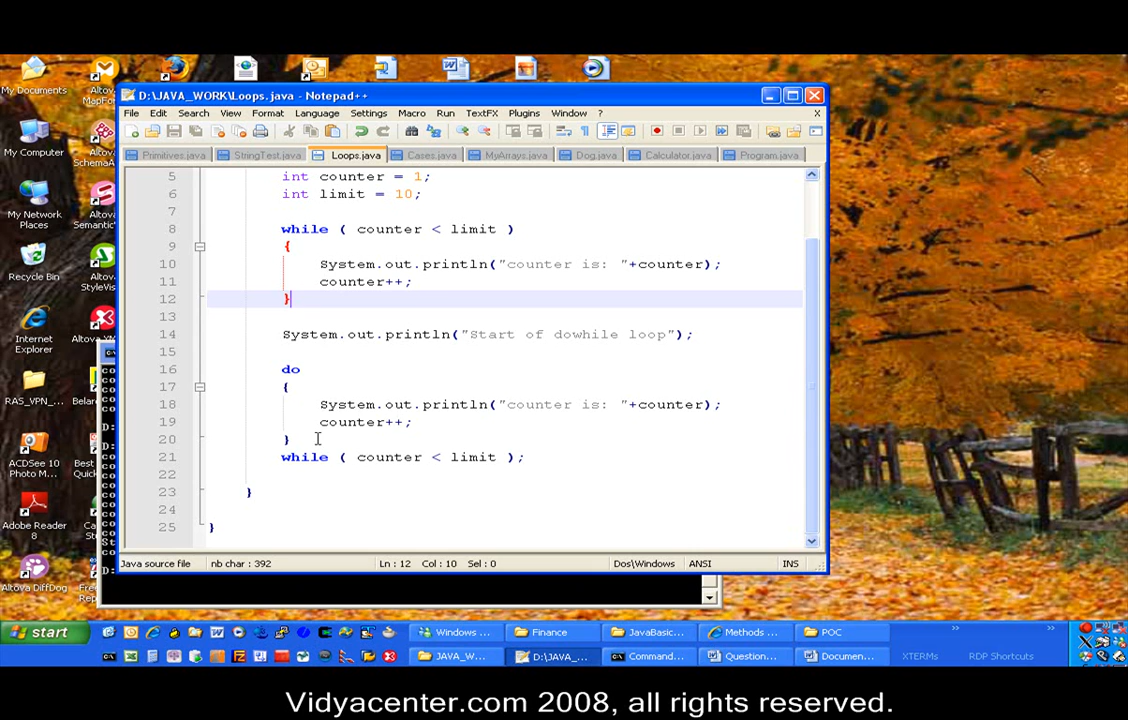 My Documents
Altova
MapFor
D:\JAVA_WORK\Loops.java - Notepad++
File Edit Search View Format Language Settings Macro Run TextFX Plugins Window ? X
Primitives.java StringTest.java Loops.java Cases.java MyArrays.java Dog.java Calculator.java Program.java
5 int counter = 1;
6 int limit = 10;
7
8 while ( counter < limit )
9 {
10 System.out.println("counter is: "+counter);
11 counter++;
12 }
13
14 System.out.println("Start of dowhile loop");
15
16 do
17 {
18 System.out.println("counter is: "+counter);
19 counter++;
20 }
21 while ( counter < limit );
22
23 }
24
25 }
Java source file nb char : 392 Ln : 12 Col : 10 Sel : 0 Dos\Windows ANSI INS
My Computer
Altova
SchemaA
My Network
Places
Altova
Semantic
Recycle Bin
Altova
StyleVis
Internet
Explorer
RAS_VPN_...
Belar
ACDSee 10
Photo M...
Best
Quick
Adobe Reader
8
Altova DiffDog
start Windows ... Finance JavaBasic... Methods ... POC
JAVA_W... D:\JAVA_... Command... Question... Documen... XTERMs RDP Shortcuts
Vidyacenter.com 2008, all rights reserved.